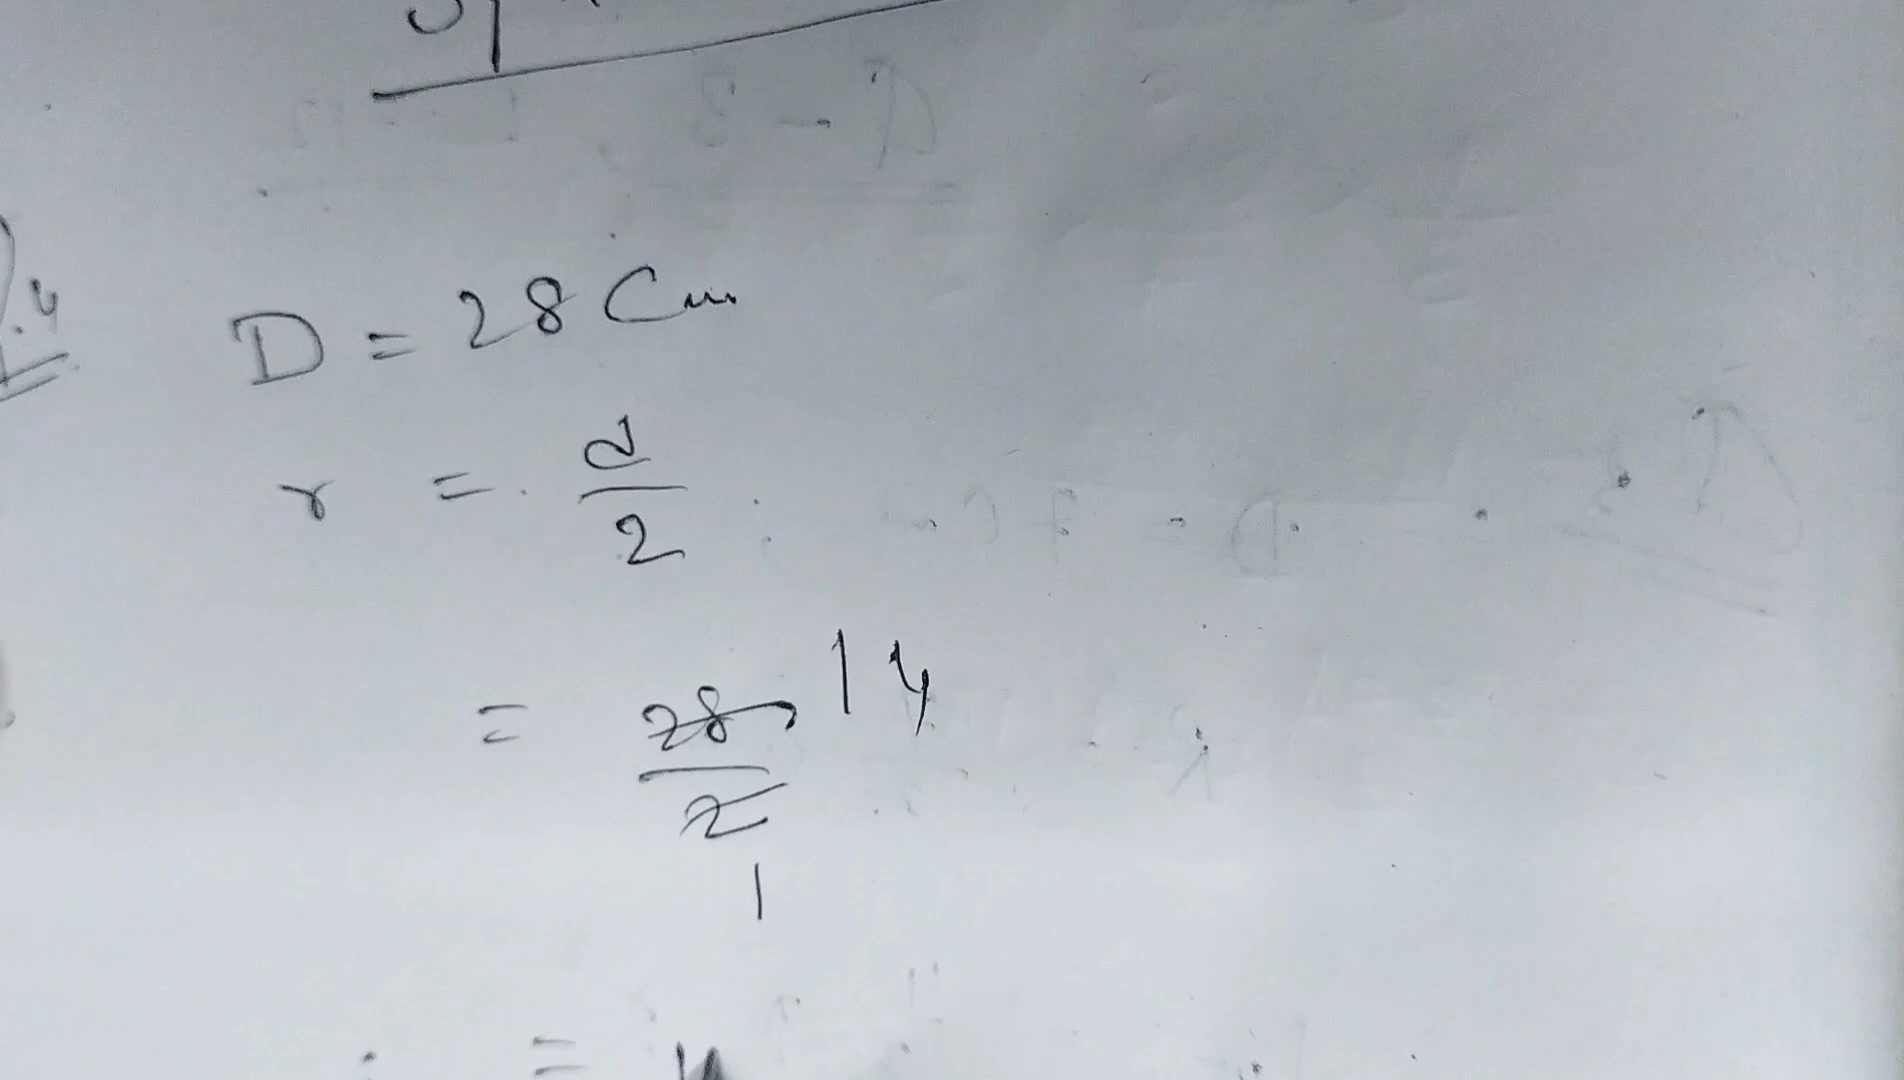 D = 28 Cm
r = d/2
= 28/2 14
1
=